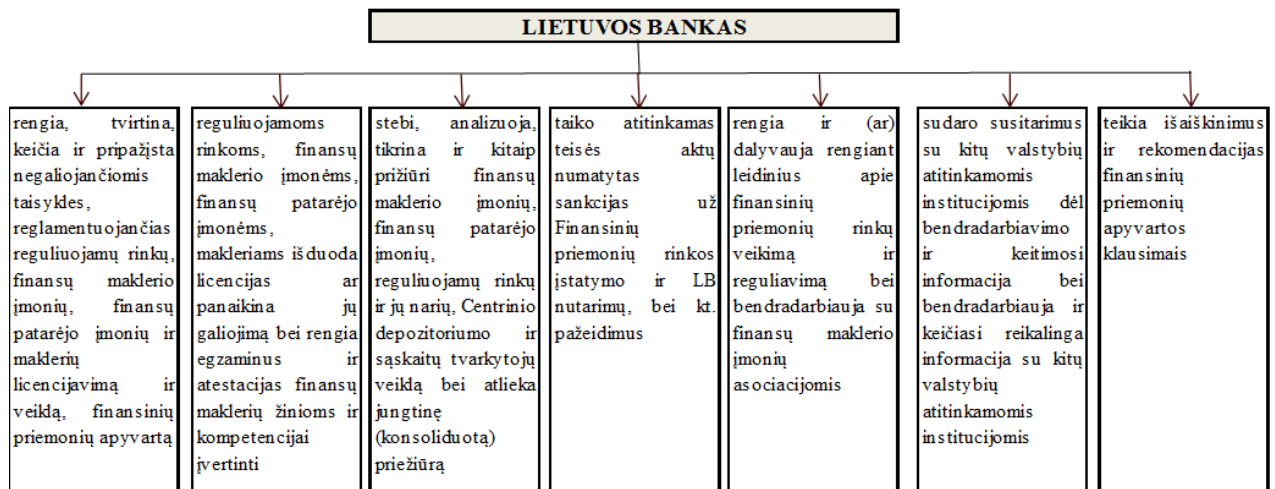 LIETUVOS BANKAS
rengia, tvirtina,
keičia ir pripažįsta
negaliojančiomis
taisykles,
reglamentuojančias
reguliuojamų rinkų,
finansų maklerio
įmonių, finansų
patarėjo įmonių ir
maklerių
licencijavimą ir
veiklą, finansinių
priemonių apyvartą
reguliuojamoms
rinkoms, finansų
maklerio įmonėms,
finansų patarėjo
įmonėms,
makleriams išduoda
licencijas ar
panaikina jų
galiojimą bei rengia
egzaminus ir
atestacijas finansų
maklerių žinioms ir
kompetencijai
įvertinti
stebi, analizuoja,
tikrina ir kitaip
prižiūri finansų
maklerio įmonių,
finansų patarėjo
įmonių,
reguliuojamų rinkų
ir jų narių, Centrinio
depozitoriumo ir
sąskaitų tvarkytojų
veiklą bei atlieka
jungtinę
(konsoliduotą)
priežiūrą
taiko atitinkamas
teisės aktų
numatytas
sankcijas už
Finansinių
priemonių rinkos
įstatymo ir LB
nutarimų, bei kt.
pažeidimus
rengia ir (ar)
dalyvauja rengiant
leidinius apie
finansinių
priemonių rinkų
veikimą ir
reguliavimą bei
bendradarbiauja su
finansų maklerio
įmonių
asociacijomis
sudaro susitarimus
su kitų valstybių
atitinkamomis
institucijomis dėl
bendradarbiavimo
ir keitimosi
informacija bei
bendradarbiauja ir
keičiasi reikalinga
informacija su kitų
valstybių
atitinkamomis
institucijomis
teikia išaiškinimus
ir rekomendacijas
finansinių
priemonių
apyvartos
klausimais